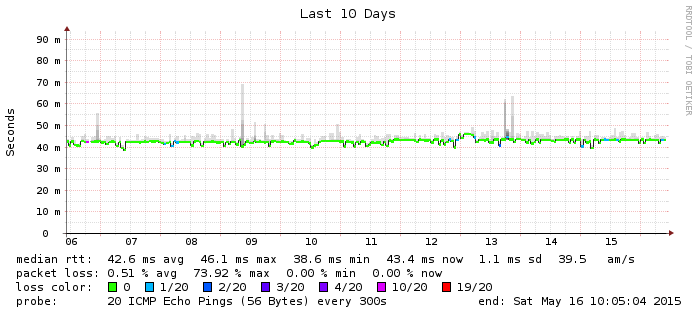 Last 10 Days
RRDTOOL / TOBI OETIKER
Seconds
90 m
80 m
70 m
60 m
50 m
40 m
30 m
20 m
10 m
0
06 07 08 09 10 11 12 13 14 15
median rtt: 42.6 ms avg 46.1 ms max 38.6 ms min 43.4 ms now 1.1 ms sd 39.5 am/s
packet loss: 0.51 % avg 73.92 % max 0.00 % min 0.00 % now
loss color: 0 1/20 2/20 3/20 4/20 10/20 19/20
probe: 20 ICMP Echo Pings (56 Bytes) every 300s end: Sat May 16 10:05:04 2015